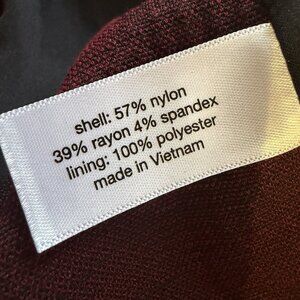 shell: 57% nylon
39% rayon 4% spandex
lining: 100% polyester
made in Vietnam